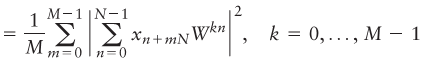 = \frac{1}{M} \sum_{m=0}^{M-1} \left| \sum_{n=0}^{N-1} x_{n+mN} W^{kn} \right|^2, \quad k = 0, \ldots, M - 1